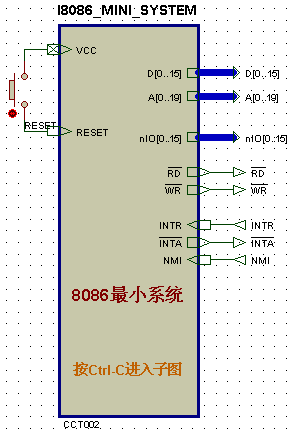 I8086_MINI_SYSTEM
VCC
D[0..15] D[0..15]
A[0..19] A[0..19]
RESET RESET
nIO[0..15] nIO[0..15]
RD RD
WR WR
INTR INTR
INTA INTA
NMI NMI
8086最小系统
按Ctrl-C进入子图
CCT002